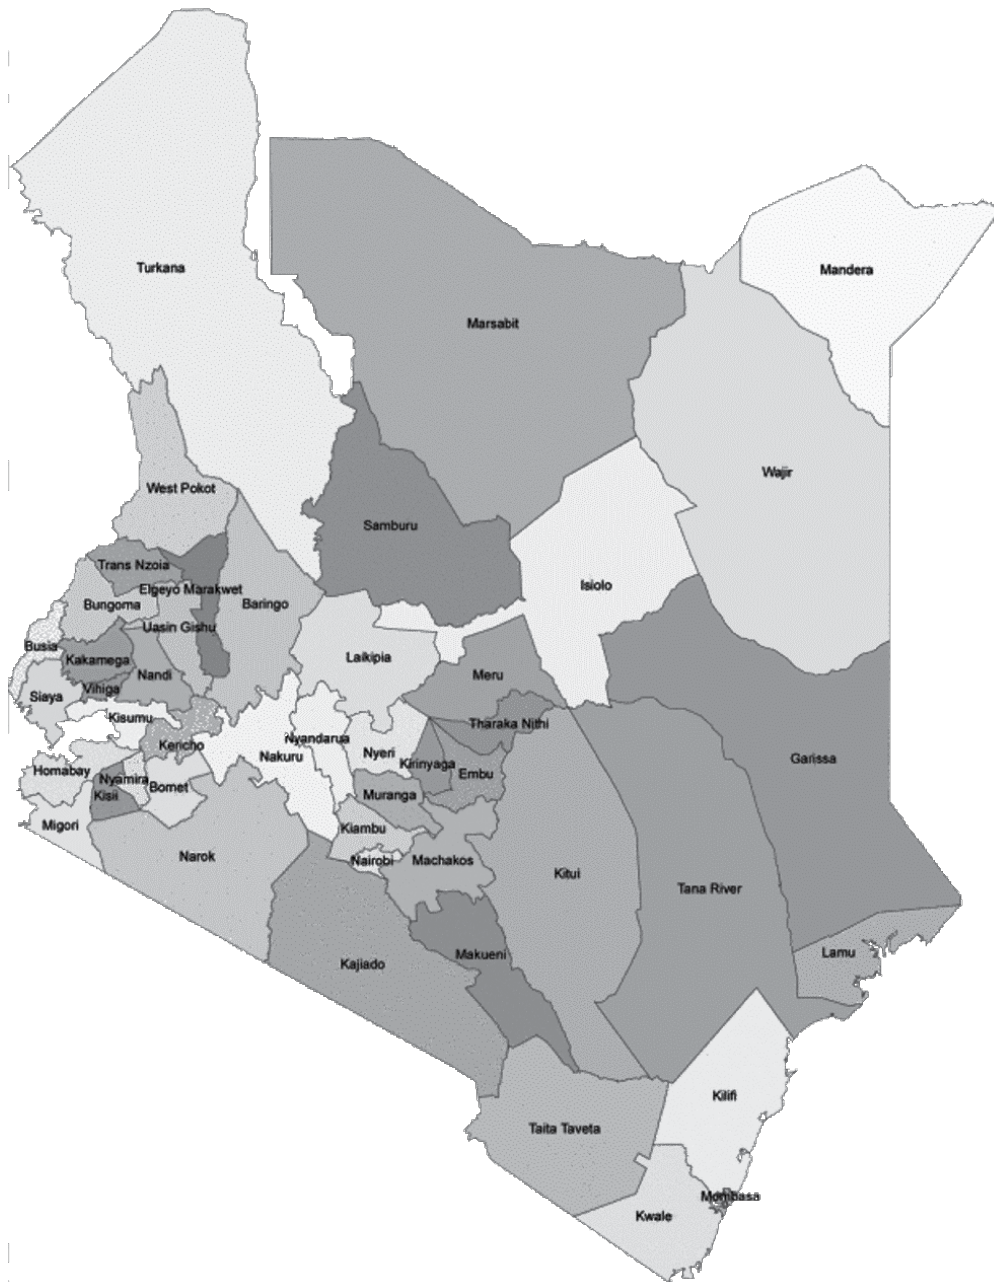 Turkana
Mandera
Marsabit
Wajir
West Pokot
Samburu
Trans Nzoia
Isiolo
Elgeyo Marakwet
Bungoma
Baringo
Uasin Gishu
Busia
Kakamega
Laikipia
Nandi
Meru
Vihiga
Siaya
Kisumu
Tharaka Nithi
Nyandarua
Kericho
Nyeri
Nakuru
Garissa
Kirinyaga
Homabay
Embu
Nyamira
Bomet
Kisii
Muranga
Migori
Kiambu
Narok
Nairobi
Machakos
Kitui
Tana River
Lamu
Makueni
Kajiado
Kilifi
Taita Taveta
Mombasa
Kwale